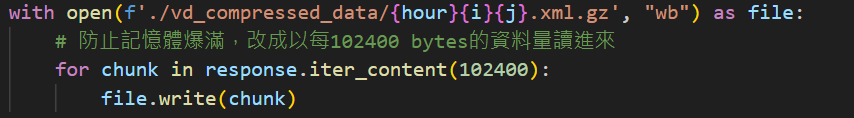 with open(f'./vd_compressed_data/{hour}{i}{j}.xml.gz', "wb") as file:
# 防止記憶體爆滿，改成以每102400 bytes的資料量讀進來
for chunk in response.iter_content(102400):
file.write(chunk)